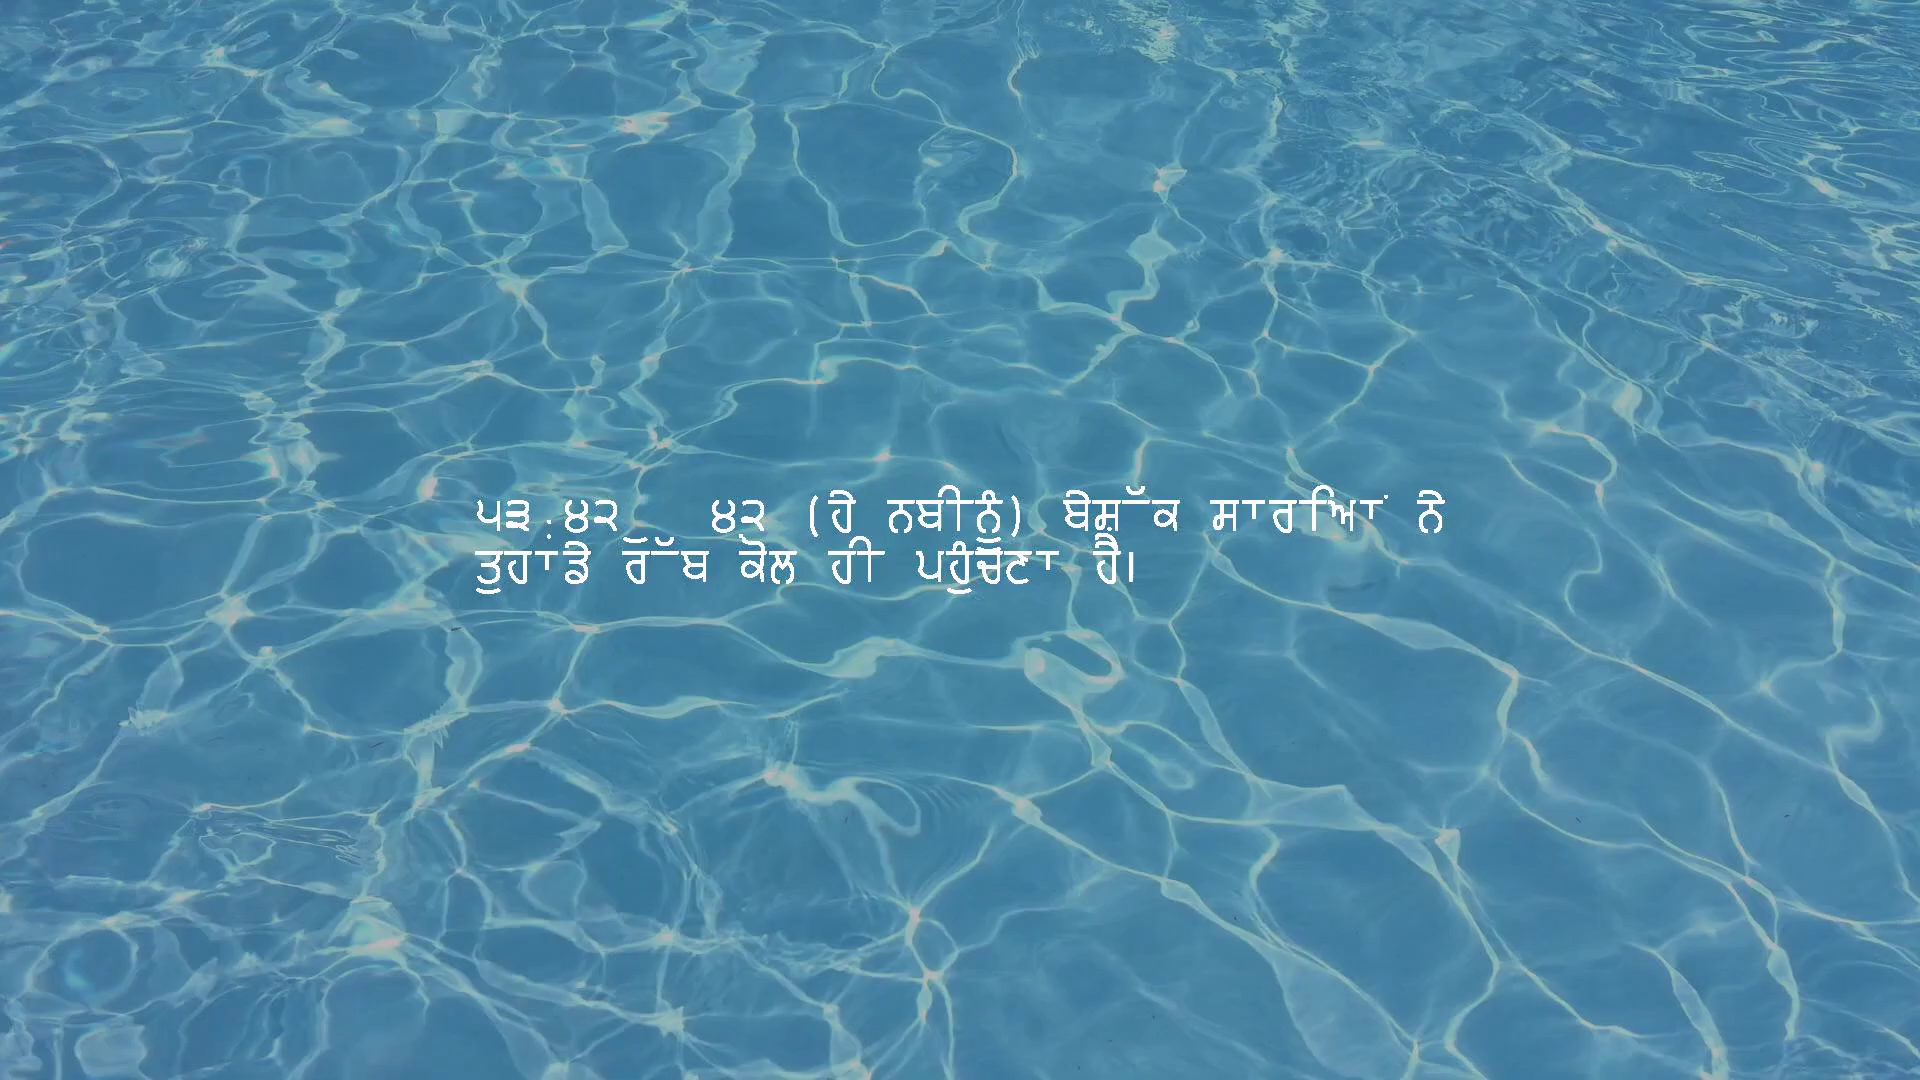 ੫੩:੪੨  ੪੨ (ਹੇ ਨਬੀਨੂੰ) ਬੇਸ਼ੱਕ ਸਾਰਿਆਂ ਨੇ
ਤੁਹਾਡੇ ਰੱਬ ਕੋਲ ਹੀ ਪਹੁੰਚਣਾ ਹੈ।